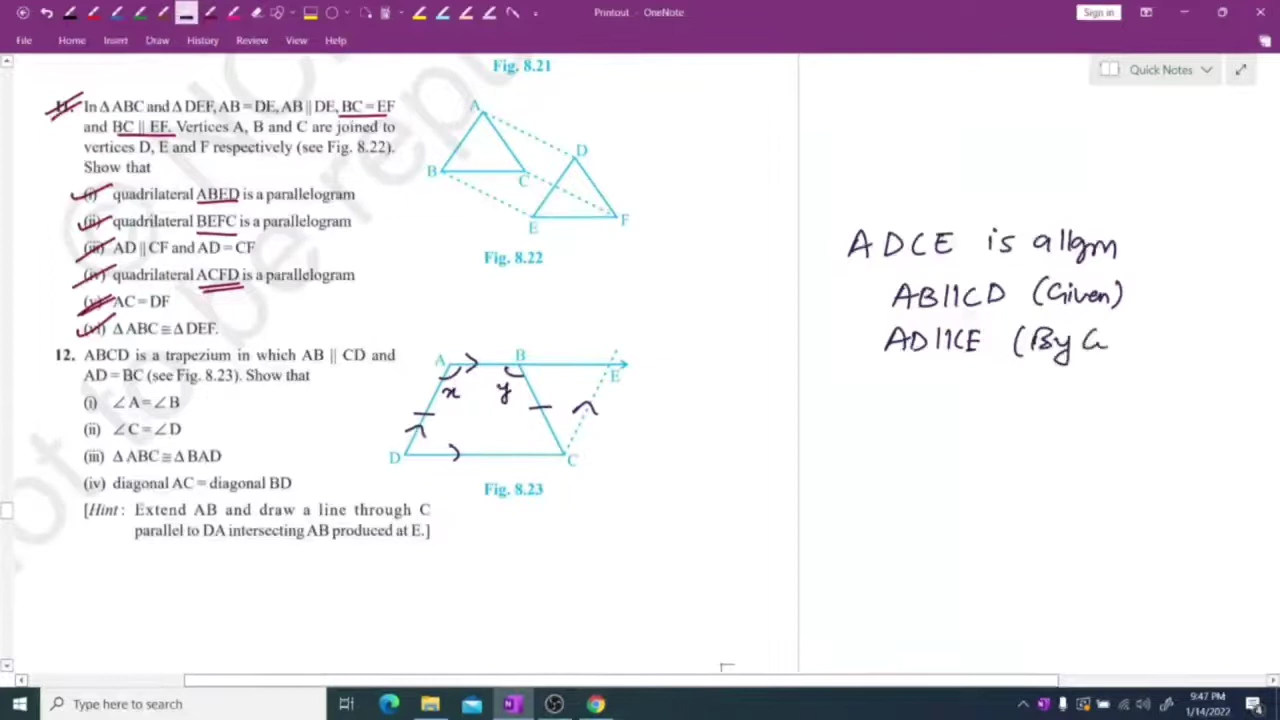 Printout - OneNote
Sign in
File Home Insert Draw History Review View Help
Quick Notes
Fig. 8.21
11. In Δ ABC and Δ DEF, AB = DE, AB || DE, BC = EF
and BC || EF. Vertices A, B and C are joined to
vertices D, E and F respectively (see Fig. 8.22).
Show that
(i) quadrilateral ABED is a parallelogram
(ii) quadrilateral BEFC is a parallelogram
(iii) AD || CF and AD = CF
(iv) quadrilateral ACFD is a parallelogram
(v) AC = DF
(vi) Δ ABC ≅ Δ DEF.
A
D
B
C
E
F
Fig. 8.22
12. ABCD is a trapezium in which AB || CD and
AD = BC (see Fig. 8.23). Show that
(i) ∠A = ∠B
(ii) ∠C = ∠D
(iii) Δ ABC ≅ Δ BAD
(iv) diagonal AC = diagonal BD
[Hint : Extend AB and draw a line through C
parallel to DA intersecting AB produced at E.]
A B E
x y
D C
Fig. 8.23
ADCE is a llgm
AB||CD (Given)
AD||CE (By C
not to be rep
Type here to search
9:47 PM
1/14/2022